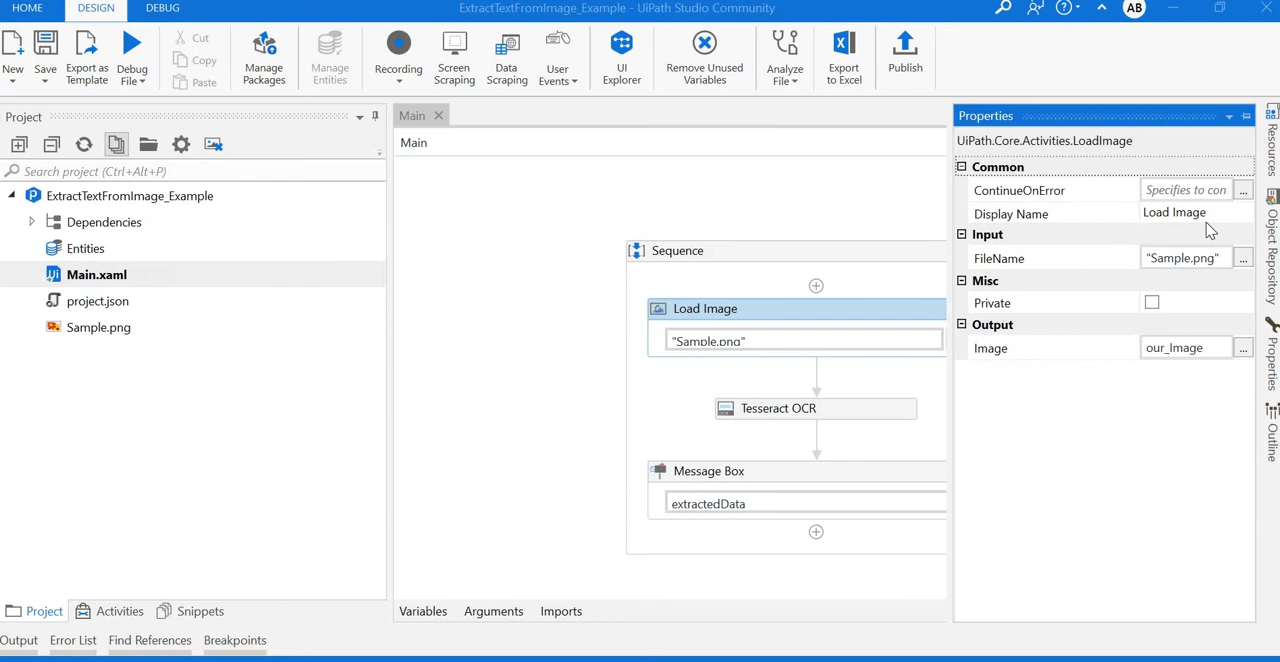 HOME DESIGN DEBUG ExtractTextFromImage_Example - UiPath Studio Community AB
New Save Export as Template Debug File Cut Copy Paste Manage Packages Manage Entities Recording Screen Scraping Data Scraping User Events UI Explorer Remove Unused Variables Analyze File Export to Excel Publish
Project
Search project (Ctrl+Alt+P)
ExtractTextFromImage_Example
Dependencies
Entities
Main.xaml
project.json
Sample.png
Project Activities Snippets
Main
Main
Sequence
Load Image
"Sample.png"
Tesseract OCR
Message Box
extractedData
Variables Arguments Imports
Properties
UiPath.Core.Activities.LoadImage
Common
ContinueOnError Specifies to con ...
Display Name Load Image
Input
FileName "Sample.png" ...
Misc
Private
Output
Image our_Image ...
Resources
Object Repository
Properties
Outline
Output Error List Find References Breakpoints